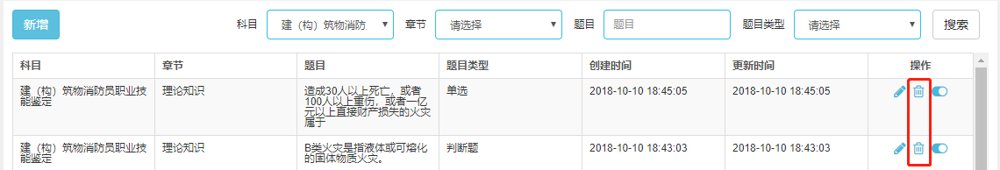 新增
科目
建（构）筑物消防
章节
请选择
题目
题目
题目类型
请选择
搜索
科目
章节
题目
题目类型
创建时间
更新时间
操作
建（构）筑物消防员职业技
能鉴定
理论知识
造成30人以上死亡，或者
100人以上重伤，或者一亿
元以上直接财产损失的火灾
属于
单选
2018-10-10 18:45:05
2018-10-10 18:45:05
建（构）筑物消防员职业技
能鉴定
理论知识
B类火灾是指液体或可熔化
的固体物质火灾。
判断题
2018-10-10 18:43:03
2018-10-10 18:43:03